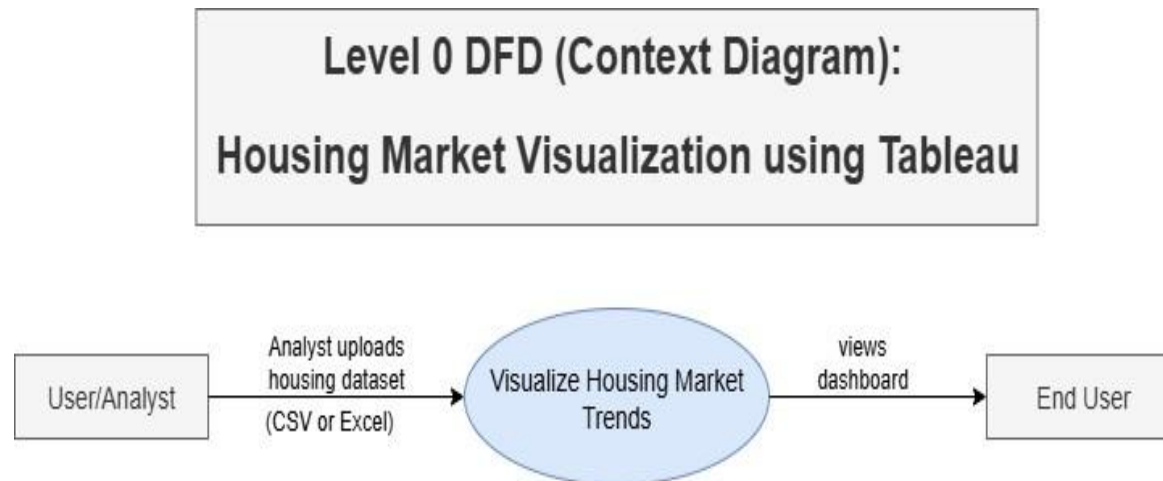 Level 0 DFD (Context Diagram):
Housing Market Visualization using Tableau
User/Analyst
Analyst uploads
housing dataset
(CSV or Excel)
Visualize Housing Market
Trends
views
dashboard
End User